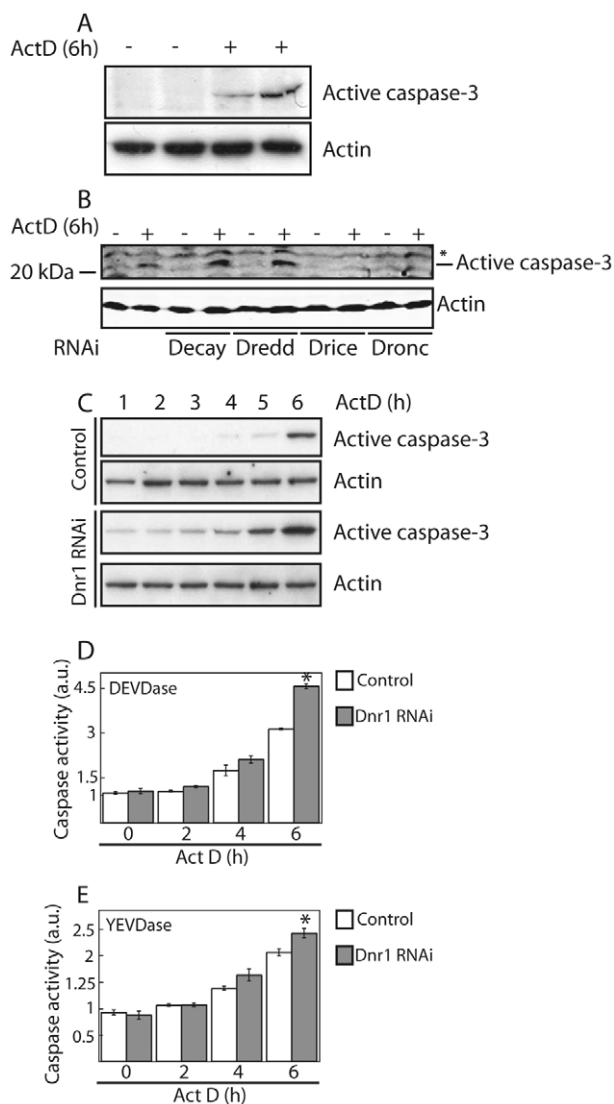 A
ActD (6h) - - + +
Active caspase-3
Actin
B
ActD (6h) - + - + - + - + - +
*
20 kDa
Active caspase-3
Actin
RNAi Decay Dredd Drice Dronc
C
1 2 3 4 5 6 ActD (h)
Control
Active caspase-3
Actin
Dnr1 RNAi
Active caspase-3
Actin
D
Caspase activity (a.u.)
4.5
3
1.5
1
DEVDase
*
Control
Dnr1 RNAi
0 2 4 6
Act D (h)
E
Caspase activity (a.u.)
2.5
2
1.25
1
0.5
YEVDase
*
Control
Dnr1 RNAi
0 2 4 6
Act D (h)